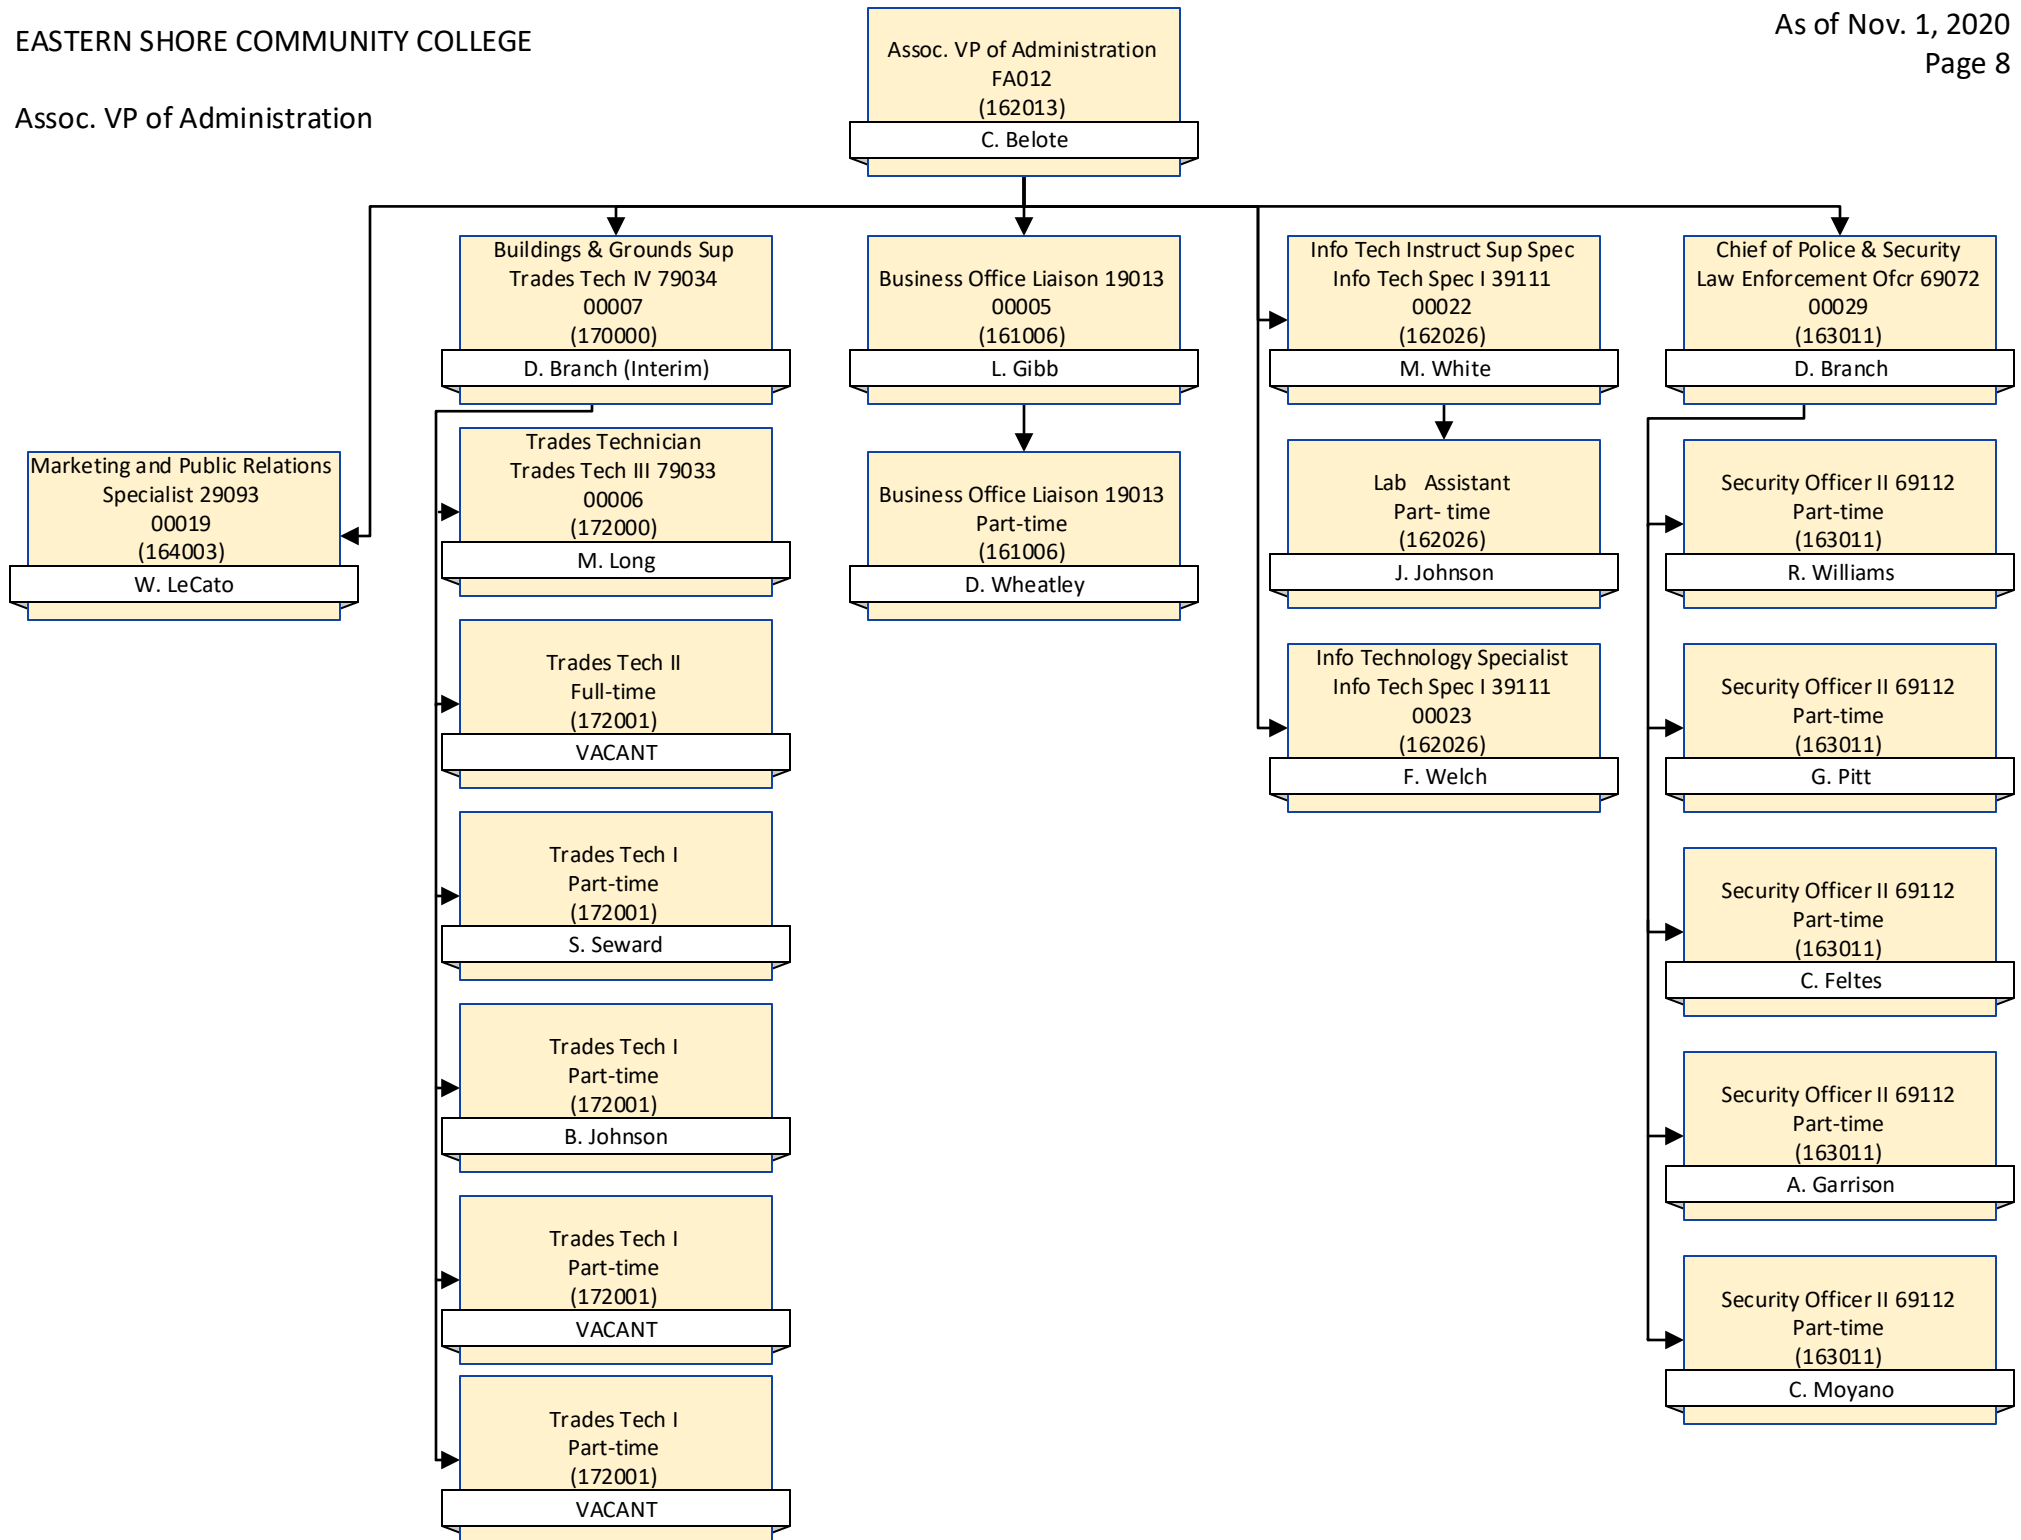 EASTERN SHORE COMMUNITY COLLEGE
Assoc. VP of Administration
As of Nov. 1, 2020
Page 8
Assoc. VP of Administration
FA012
(162013)
C. Belote
Marketing and Public Relations
Specialist 29093
00019
(164003)
W. LeCato
Buildings & Grounds Sup
Trades Tech IV 79034
00007
(170000)
D. Branch (Interim)
Trades Technician
Trades Tech III 79033
00006
(172000)
M. Long
Trades Tech II
Full-time
(172001)
VACANT
Trades Tech I
Part-time
(172001)
S. Seward
Trades Tech I
Part-time
(172001)
B. Johnson
Trades Tech I
Part-time
(172001)
VACANT
Trades Tech I
Part-time
(172001)
VACANT
Business Office Liaison 19013
00005
(161006)
L. Gibb
Business Office Liaison 19013
Part-time
(161006)
D. Wheatley
Info Tech Instruct Sup Spec
Info Tech Spec I 39111
00022
(162026)
M. White
Lab Assistant
Part- time
(162026)
J. Johnson
Info Technology Specialist
Info Tech Spec I 39111
00023
(162026)
F. Welch
Chief of Police & Security
Law Enforcement Ofcr 69072
00029
(163011)
D. Branch
Security Officer II 69112
Part-time
(163011)
R. Williams
Security Officer II 69112
Part-time
(163011)
G. Pitt
Security Officer II 69112
Part-time
(163011)
C. Feltes
Security Officer II 69112
Part-time
(163011)
A. Garrison
Security Officer II 69112
Part-time
(163011)
C. Moyano